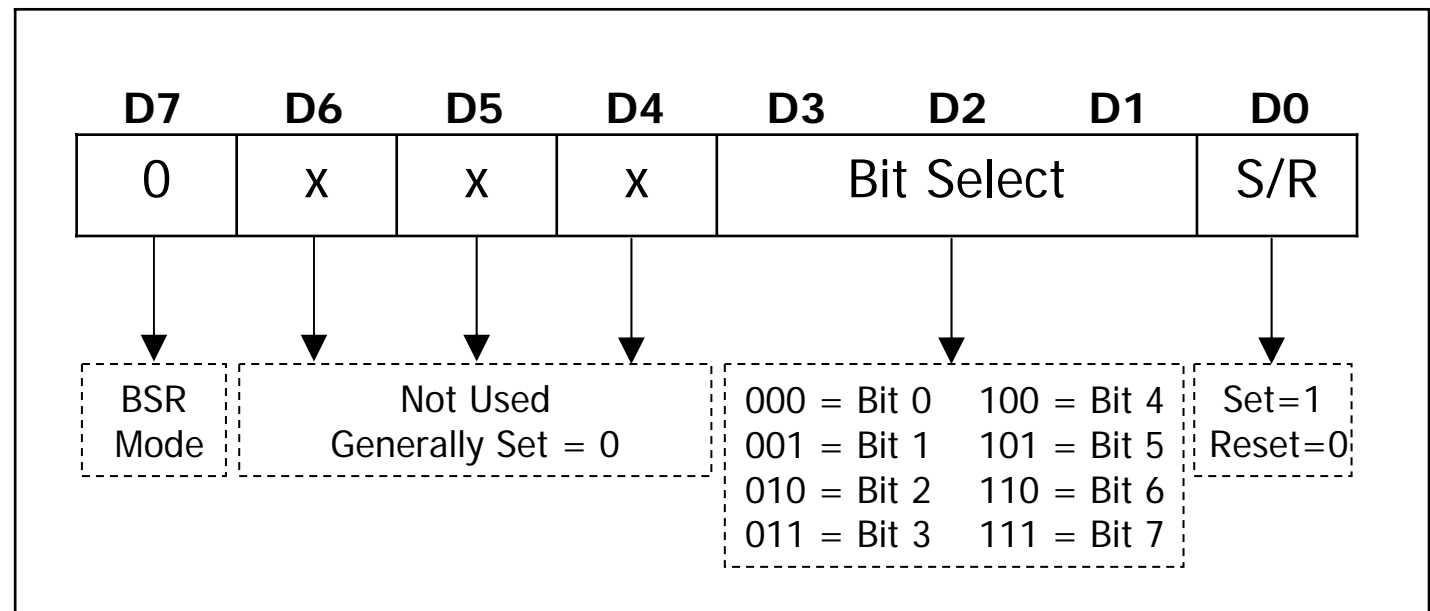 D7 D6 D5 D4 D3 D2 D1 D0
0 x x x Bit Select S/R
BSR
Mode
Not Used
Generally Set = 0
000 = Bit 0 100 = Bit 4
001 = Bit 1 101 = Bit 5
010 = Bit 2 110 = Bit 6
011 = Bit 3 111 = Bit 7
Set=1
Reset=0